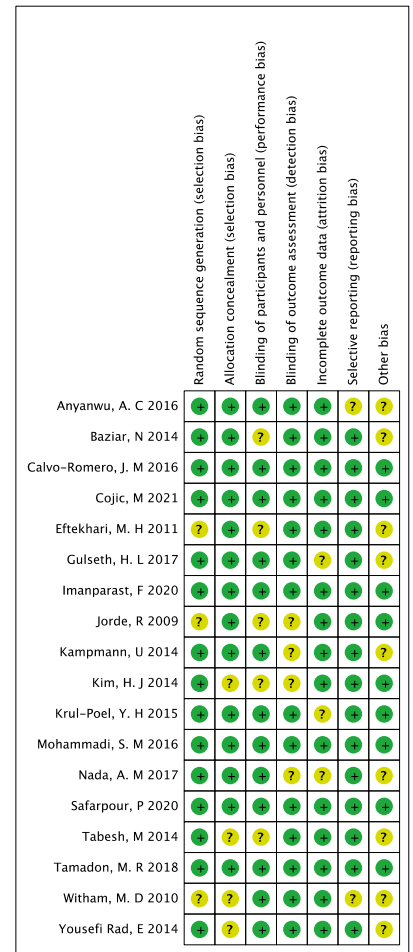 Random sequence generation (selection bias)
Allocation concealment (selection bias)
Blinding of participants and personnel (performance bias)
Blinding of outcome assessment (detection bias)
Incomplete outcome data (attrition bias)
Selective reporting (reporting bias)
Other bias
Anyanwu, A. C 2016 + + + + + ? ?
Baziar, N 2014 + + ? + + + ?
Calvo-Romero, J. M 2016 + + + + + + +
Cojic, M 2021 + + + + + + +
Eftekhari, M. H 2011 ? + ? + + + ?
Gulseth, H. L 2017 + + + + ? + ?
Imanparast, F 2020 + + + + + + +
Jorde, R 2009 ? + ? ? + + +
Kampmann, U 2014 + + + ? + + ?
Kim, H. J 2014 + ? ? ? + + +
Krul-Poel, Y. H 2015 + + + + ? + +
Mohammadi, S. M 2016 + + + + + + +
Nada, A. M 2017 + + + ? ? + ?
Safarpour, P 2020 + + + + + + +
Tabesh, M 2014 + ? ? + + + ?
Tamadon, M. R 2018 + + + + + + +
Witham, M. D 2010 ? ? + + + ? ?
Yousefi Rad, E 2014 + ? + + + + ?